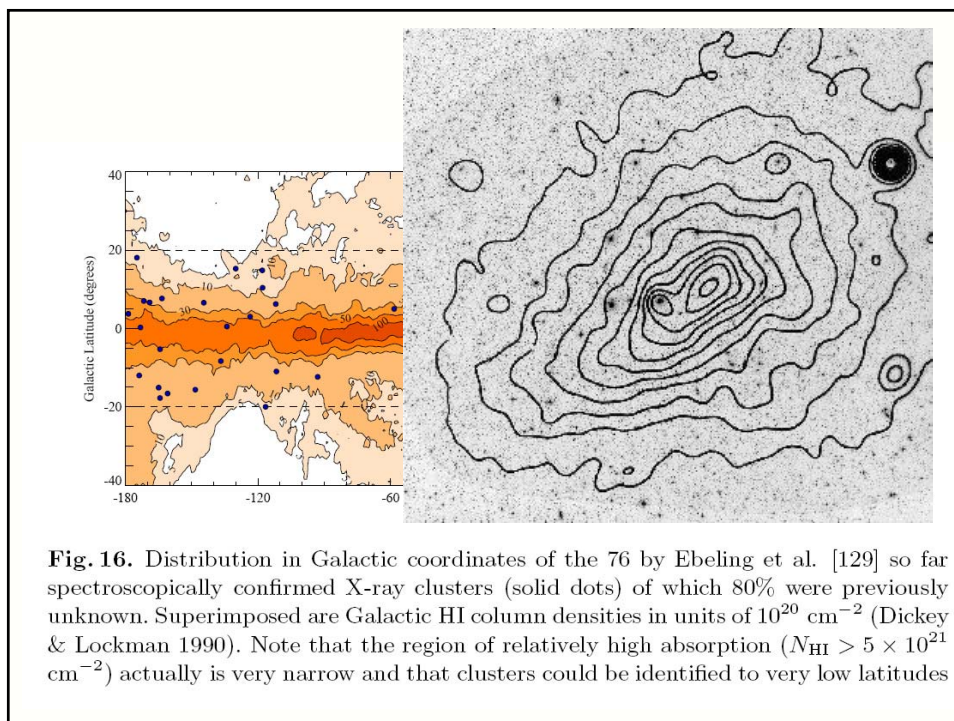 40
20
0
-20
-40
Galactic Latitude (degrees)
-180
-120
-60
10
30
50
100
Fig. 16. Distribution in Galactic coordinates of the 76 by Ebeling et al. [129] so far
spectroscopically confirmed X-ray clusters (solid dots) of which 80% were previously
unknown. Superimposed are Galactic HI column densities in units of 10²⁰ cm⁻² (Dickey
& Lockman 1990). Note that the region of relatively high absorption (N_HI > 5 × 10²¹
cm⁻²) actually is very narrow and that clusters could be identified to very low latitudes